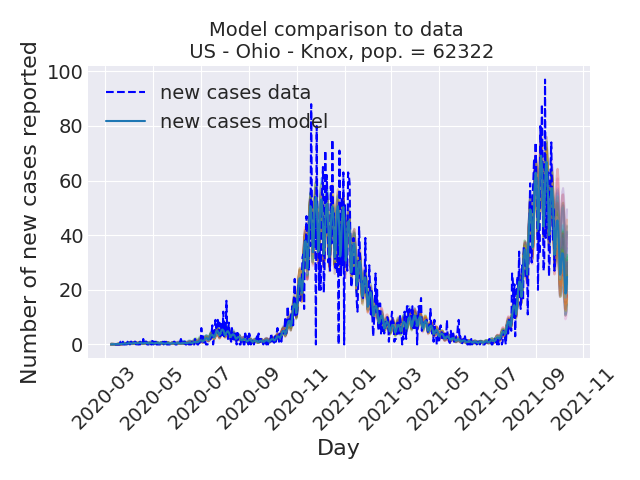 Model comparison to data
US - Ohio - Knox, pop. = 62322
Number of new cases reported
100
80
60
40
20
0
new cases data
new cases model
2020-03
2020-05
2020-07
2020-09
2020-11
2021-01
2021-03
2021-05
2021-07
2021-09
2021-11
Day